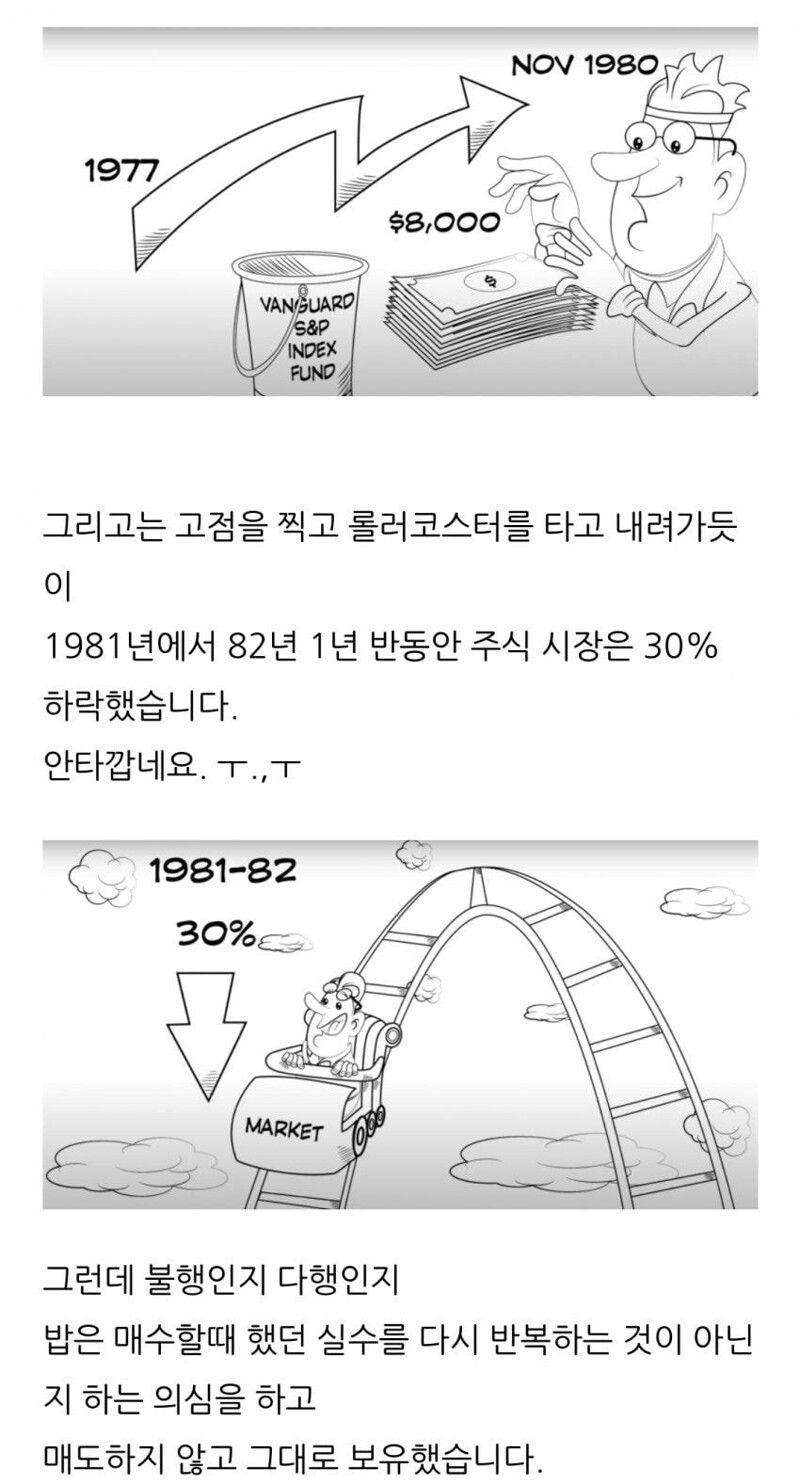 NOV 1980
1977
$8,000
$
VANGUARD
S&P
INDEX
FUND
그리고는 고점을 찍고 롤러코스터를 타고 내려가듯
이
1981년에서 82년 1년 반동안 주식 시장은 30%
하락했습니다.
안타깝네요. ㅜ.,ㅜ
1981-82
30%
MARKET
그런데 불행인지 다행인지
밥은 매수할때 했던 실수를 다시 반복하는 것이 아닌
지 하는 의심을 하고
매도하지 않고 그대로 보유했습니다.